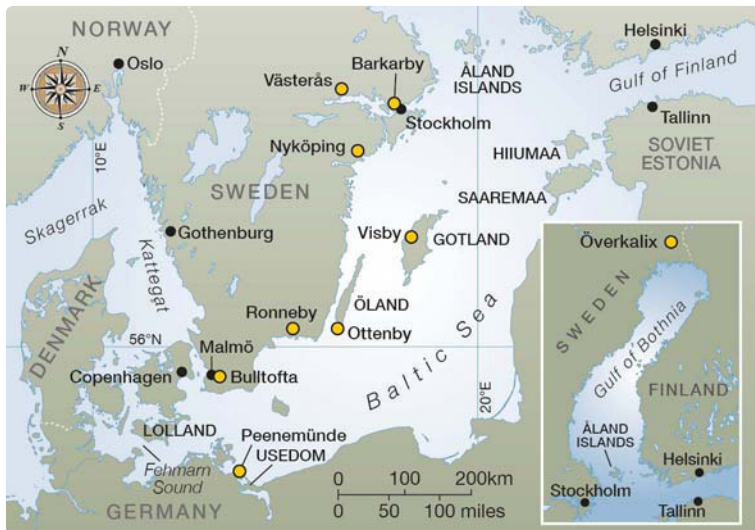 NORWAY
Oslo
N
W
E
S
Västerås
Barkarby
Stockholm
ÅLAND
ISLANDS
Helsinki
Gulf of Finland
Tallinn
SOVIET
ESTONIA
10°E
Nyköping
SWEDEN
HIIUMAA
SAAREMAA
Skagerrak
Gothenburg
Kattegat
Visby
GOTLAND
DENMARK
Ronneby
ÖLAND
Ottenby
56°N
Malmö
Copenhagen
Bulltofta
Baltic Sea
20°E
LOLLAND
Peenemünde
USEDOM
Fehmarn
Sound
GERMANY
0 100 200km
0 50 100 miles
Överkalix
SWEDEN
Gulf of Bothnia
FINLAND
ÅLAND
ISLANDS
Helsinki
Stockholm
Tallinn